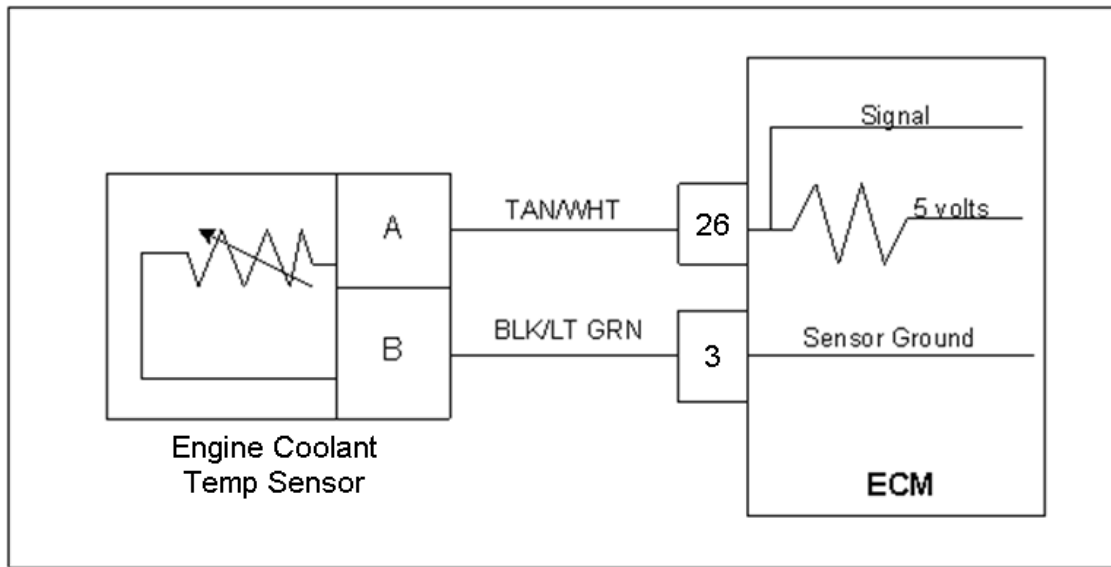 Signal
5 volts
A
TAN/WHT
26
B
BLK/LT GRN
3
Sensor Ground
Engine Coolant
Temp Sensor
ECM